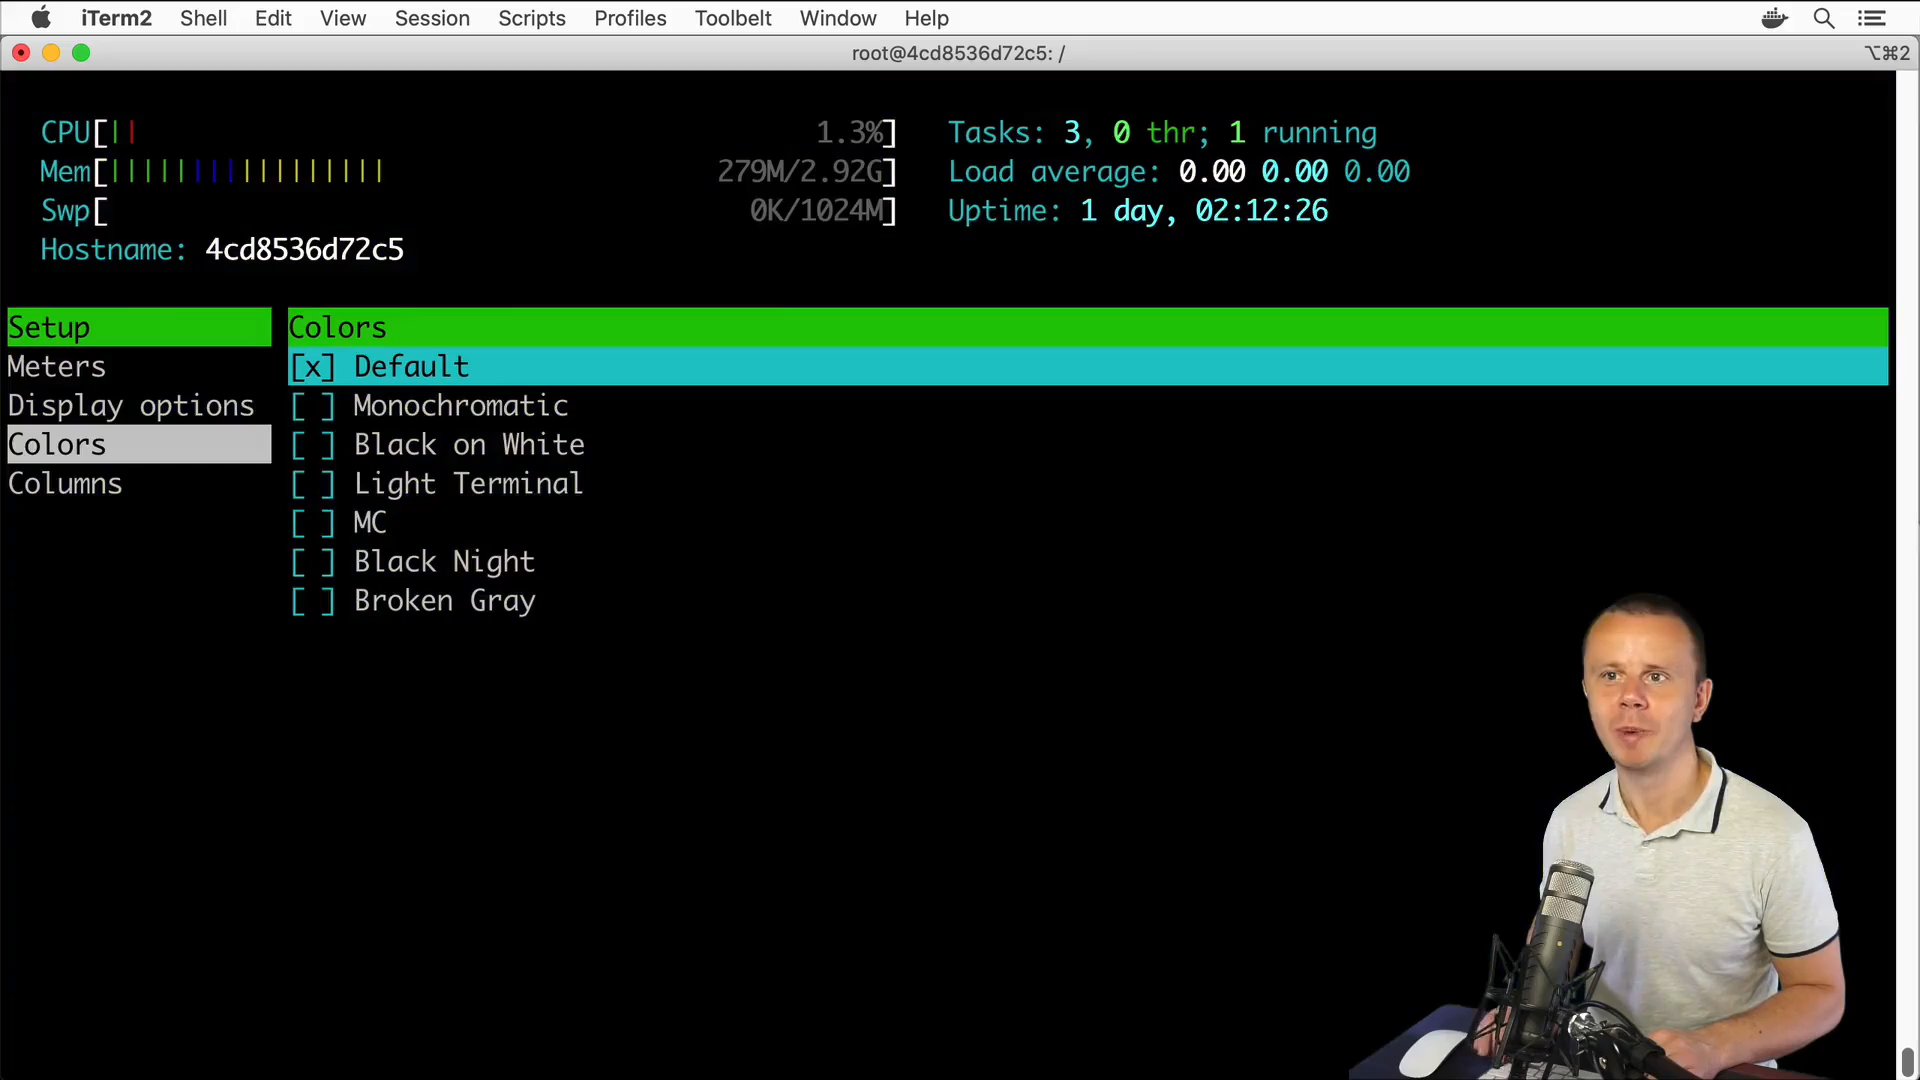 iTerm2 Shell Edit View Session Scripts Profiles Toolbelt Window Help
root@4cd8536d72c5: / ⌥⌘2
CPU[|| 1.3%] Tasks: 3, 0 thr; 1 running
Mem[||||||||||||||||| 279M/2.92G] Load average: 0.00 0.00 0.00
Swp[ 0K/1024M] Uptime: 1 day, 02:12:26
Hostname: 4cd8536d72c5
Setup Colors
Meters [x] Default
Display options [ ] Monochromatic
Colors [ ] Black on White
Columns [ ] Light Terminal
[ ] MC
[ ] Black Night
[ ] Broken Gray